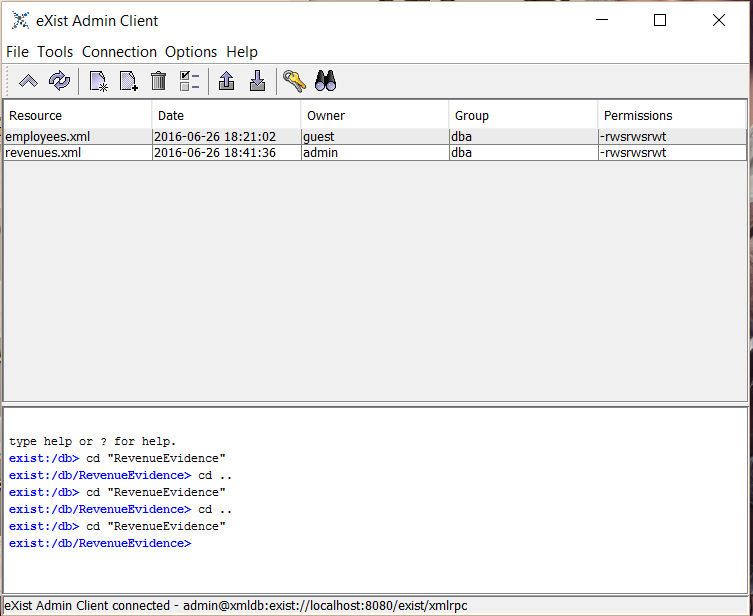 eXist Admin Client
File Tools Connection Options Help
Resource Date Owner Group Permissions
employees.xml 2016-06-26 18:21:02 guest dba -rwsrwsrwt
revenues.xml 2016-06-26 18:41:36 admin dba -rwsrwsrwt
type help or ? for help.
exist:/db> cd "RevenueEvidence"
exist:/db/RevenueEvidence> cd ..
exist:/db> cd "RevenueEvidence"
exist:/db/RevenueEvidence> cd ..
exist:/db> cd "RevenueEvidence"
exist:/db/RevenueEvidence>
eXist Admin Client connected - admin@xmldb:exist://localhost:8080/exist/xmlrpc